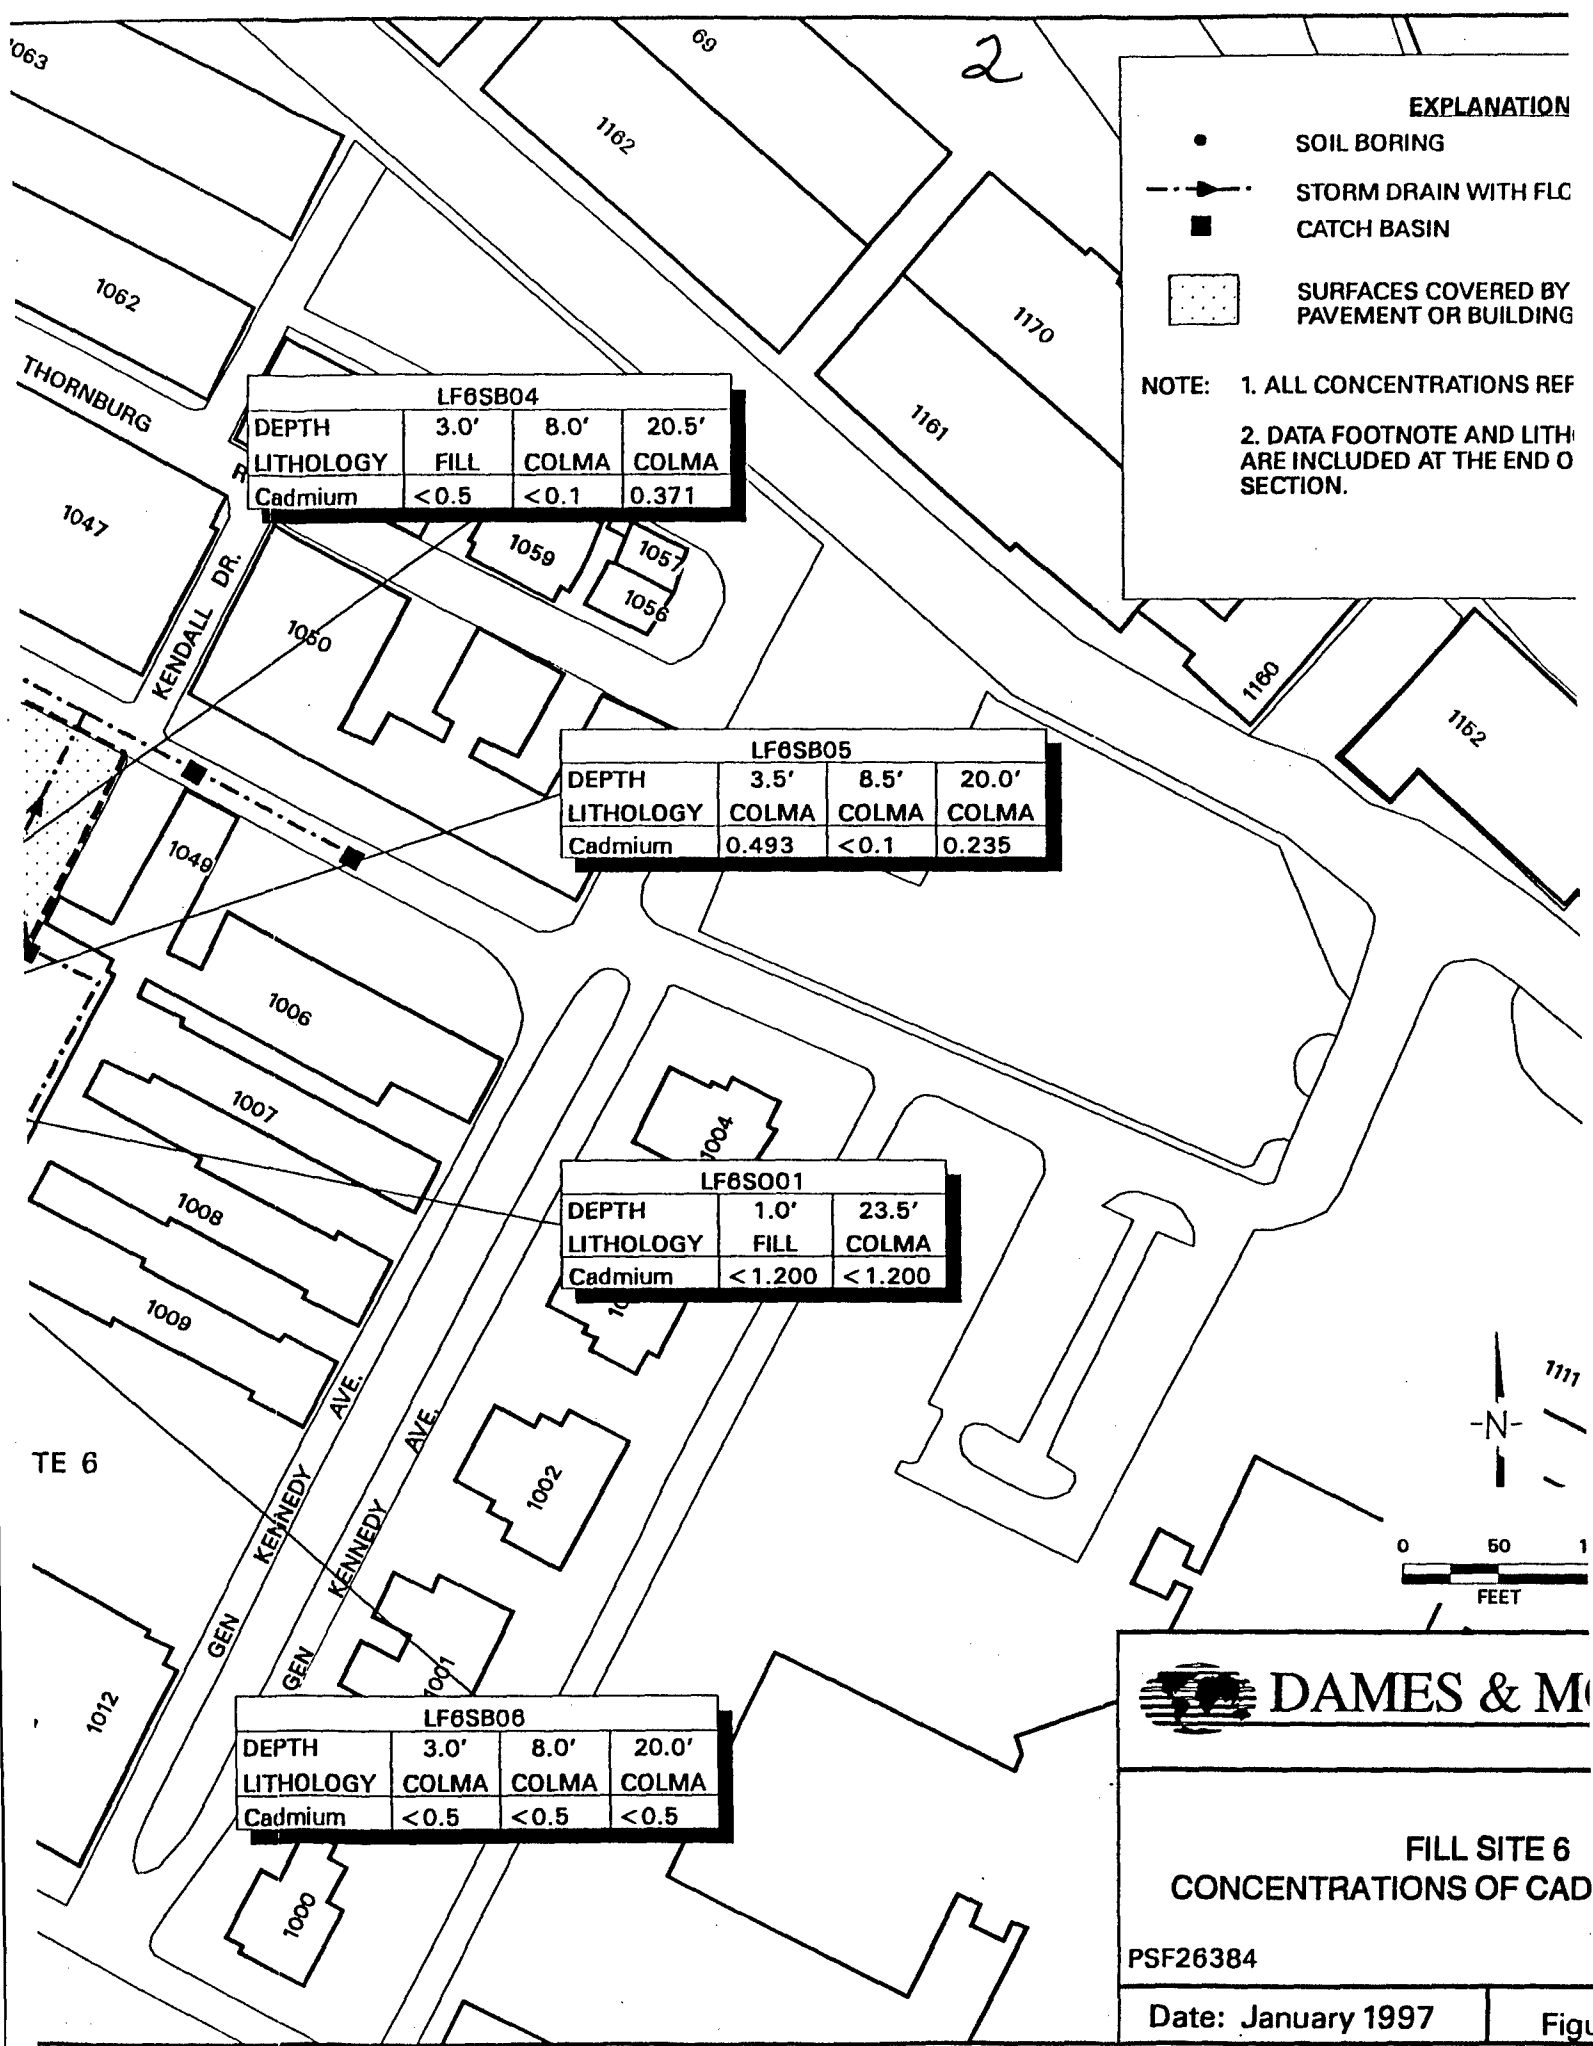 2
1063
69
1162
EXPLANATION
SOIL BORING
STORM DRAIN WITH FLO
CATCH BASIN
SURFACES COVERED BY
PAVEMENT OR BUILDING
NOTE: 1. ALL CONCENTRATIONS REF
2. DATA FOOTNOTE AND LITH
ARE INCLUDED AT THE END O
SECTION.
1062
1170
THORNBURG
R
1161
LF6SB04
DEPTH 3.0' 8.0' 20.5'
LITHOLOGY FILL COLMA COLMA
Cadmium <0.5 <0.1 0.371
1047
1059
1057
1056
KENDALL DR.
1050
1160
1152
LF6SB05
DEPTH 3.5' 8.5' 20.0'
LITHOLOGY COLMA COLMA COLMA
Cadmium 0.493 <0.1 0.235
1049
1006
1007
1004
1008
LF6SO01
DEPTH 1.0' 23.5'
LITHOLOGY FILL COLMA
Cadmium <1.200 <1.200
1009
1111
-N-
TE 6
GEN KENNEDY AVE.
GEN KENNEDY AVE.
1002
0 50 1
FEET
1001
1012
LF6SB06
DEPTH 3.0' 8.0' 20.0'
LITHOLOGY COLMA COLMA COLMA
Cadmium <0.5 <0.5 <0.5
1000
DAMES & MO
FILL SITE 6
CONCENTRATIONS OF CAD
PSF26384
Date: January 1997
Figu